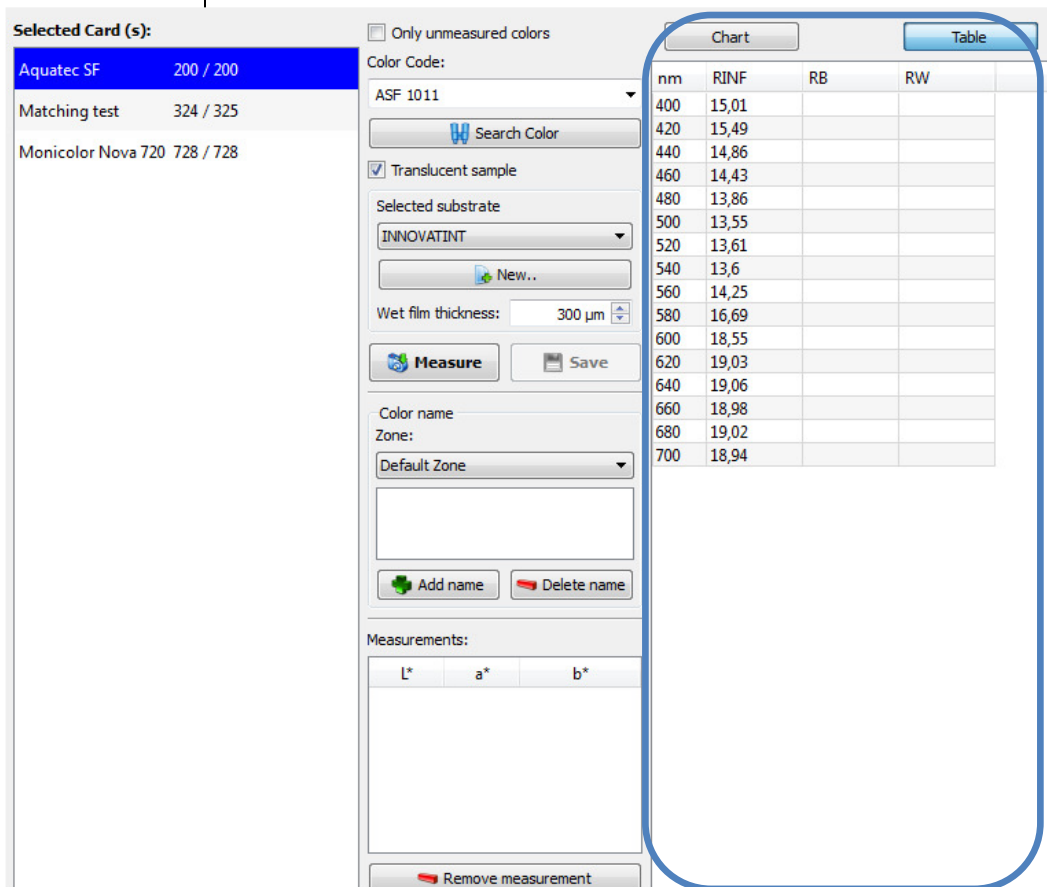 Selected Card (s):
Aquatec SF 200 / 200
Matching test 324 / 325
Monicolor Nova 720 728 / 728
Only unmeasured colors
Color Code:
ASF 1011
Search Color
Translucent sample
Selected substrate
INNOVATINT
New..
Wet film thickness: 300 µm
Measure Save
Color name
Zone:
Default Zone
Add name Delete name
Measurements:
L* a* b*
Remove measurement
Chart Table
nm RINF RB RW
400 15,01
420 15,49
440 14,86
460 14,43
480 13,86
500 13,55
520 13,61
540 13,6
560 14,25
580 16,69
600 18,55
620 19,03
640 19,06
660 18,98
680 19,02
700 18,94